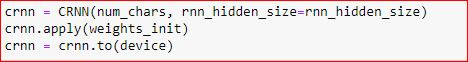 crnn = CRNN(num_chars, rnn_hidden_size=rnn_hidden_size)
crnn.apply(weights_init)
crnn = crnn.to(device)